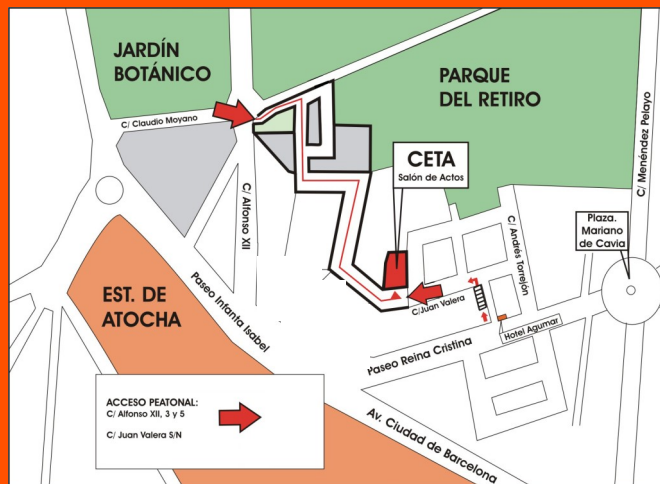 JARDÍN
BOTÁNICO
C/ Claudio Moyano
PARQUE
DEL RETIRO
C/ Menéndez Pelayo
CETA
Salón de Actos
C/ Alfonso XII
C/ Andrés Torrejón
Plaza.
Mariano
de Cavia
EST. DE
ATOCHA
Paseo Infanta Isabel
C/Juan Valera
Hotel Agumar
Paseo Reina Cristina
Av. Ciudad de Barcelona
ACCESO PEATONAL:
C/ Alfonso XII, 3 y 5
C/ Juan Valera S/N